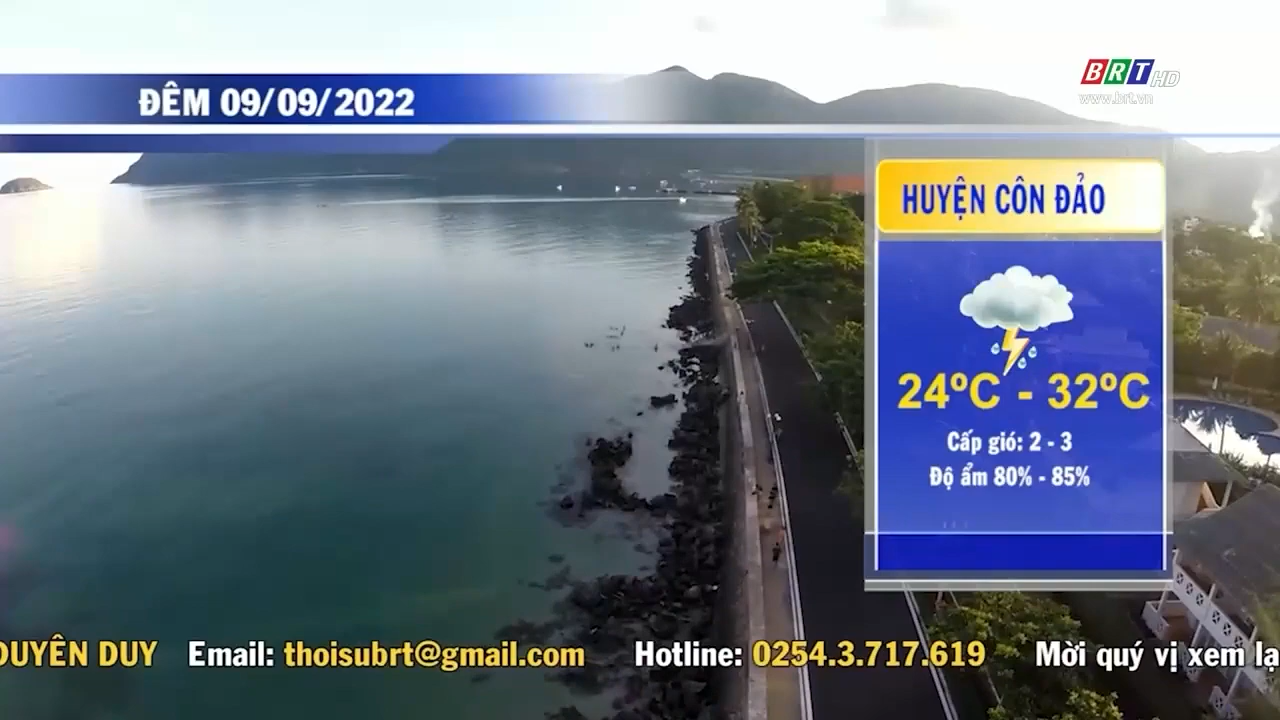 ĐÊM 09/09/2022
BRT HD
www.brt.vn
HUYỆN CÔN ĐẢO
24ºC - 32ºC
Cấp gió: 2 - 3
Độ ẩm 80% - 85%
DUYÊN DUY Email: thoisubrt@gmail.com Hotline: 0254.3.717.619 Mời quý vị xem lạ